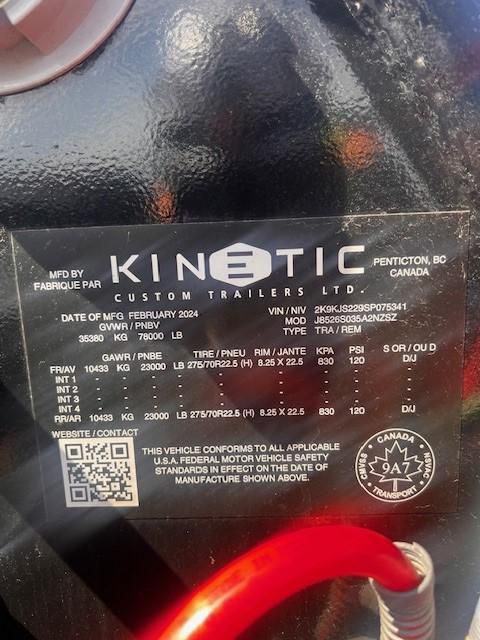 MFD BY
FABRIQUE PAR
KINETIC
CUSTOM TRAILERS LTD.
PENTICTON, BC
CANADA
DATE OF MFG FEBRUARY 2024
GVWR / PNBV
35380 KG 78000 LB
VIN / NIV 2K9KJS229SP075341
MOD J8526S035A2NZSZ
TYPE TRA / REM
GAWR / PNBE TIRE / PNEU RIM / JANTE KPA PSI S OR / OU D
FR/AV 10433 KG 23000 LB 275/70R22.5 (H) 8.25 X 22.5 830 120 D/J
INT 1 - - - - - - -
INT 2 - - - - - - -
INT 3 - - - - - - -
INT 4 - - - - - - -
RR/AR 10433 KG 23000 LB 275/70R22.5 (H) 8.25 X 22.5 830 120 D/J
WEBSITE / CONTACT
THIS VEHICLE CONFORMS TO ALL APPLICABLE
U.S.A. FEDERAL MOTOR VEHICLE SAFETY
STANDARDS IN EFFECT ON THE DATE OF
MANUFACTURE SHOWN ABOVE.
CANADA
CMVSS
9A7
NSVAC
TRANSPORT